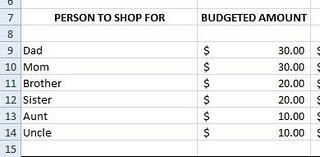 6
7 PERSON TO SHOP FOR BUDGETED AMOUNT
8
9 Dad $ 30.00 $
10 Mom $ 30.00 $
11 Brother $ 20.00 $
12 Sister $ 20.00 $
13 Aunt $ 10.00 $
14 Uncle $ 10.00 $
15